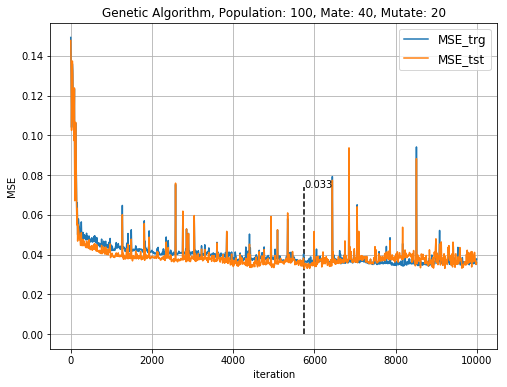 Genetic Algorithm, Population: 100, Mate: 40, Mutate: 20
MSE_trg
MSE_tst
0.14
0.12
0.10
0.08
0.06
0.04
0.02
0.00
MSE
0.033
0 2000 4000 6000 8000 10000
iteration